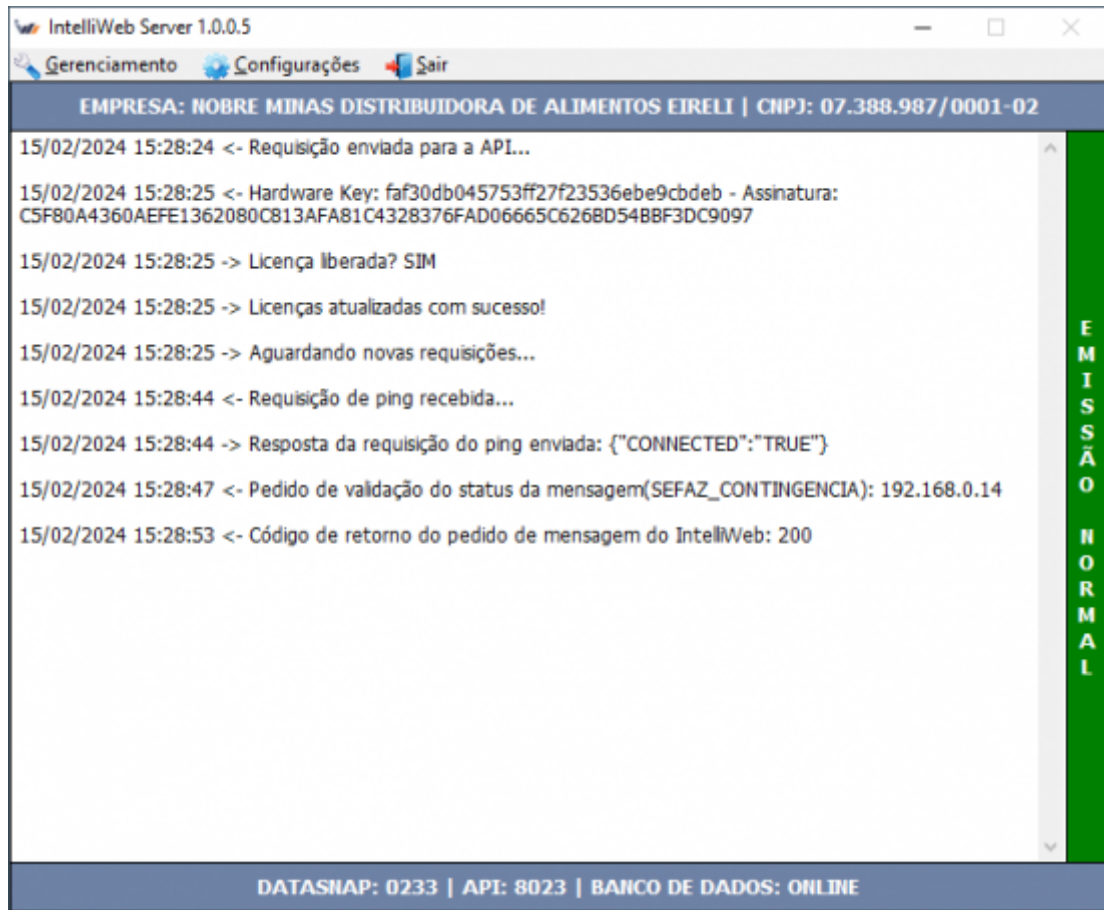 IntelliWeb Server 1.0.0.5
Gerenciamento Configurações Sair
EMPRESA: NOBRE MINAS DISTRIBUIDORA DE ALIMENTOS EIRELI | CNPJ: 07.388.987/0001-02
15/02/2024 15:28:24 <- Requisição enviada para a API...
15/02/2024 15:28:25 <- Hardware Key: faf30db045753ff27f23536ebe9cbdeb - Assinatura:
C5F80A4360AEFE1362080C813AFA81C4328376FAD06665C626BD54BBF3DC9097
15/02/2024 15:28:25 -> Licença liberada? SIM
15/02/2024 15:28:25 -> Licenças atualizadas com sucesso!
15/02/2024 15:28:25 -> Aguardando novas requisições...
15/02/2024 15:28:44 <- Requisição de ping recebida...
15/02/2024 15:28:44 -> Resposta da requisição do ping enviada: {"CONNECTED":"TRUE"}
15/02/2024 15:28:47 <- Pedido de validação do status da mensagem(SEFAZ_CONTINGENCIA): 192.168.0.14
15/02/2024 15:28:53 <- Código de retorno do pedido de mensagem do IntelliWeb: 200
EMISSÃO NORMAL
DATASNAP: 0233 | API: 8023 | BANCO DE DADOS: ONLINE